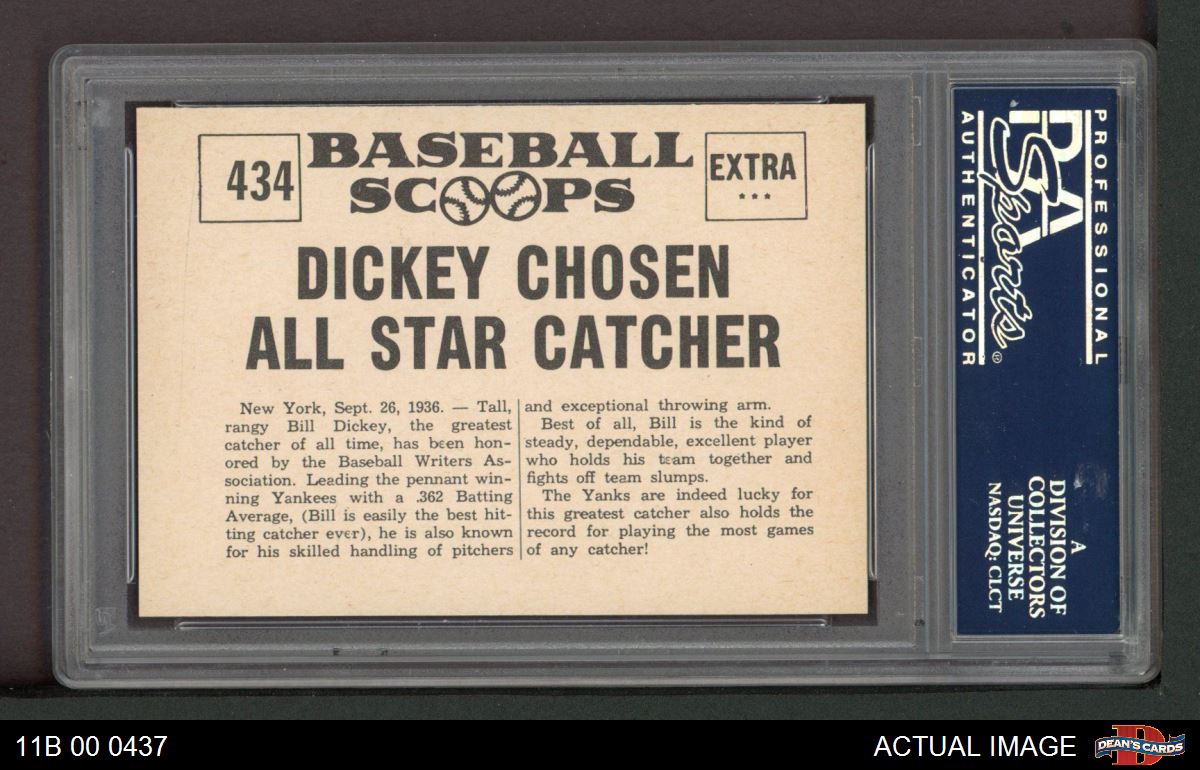 434
BASEBALL
SCOOPS
EXTRA
***
DICKEY CHOSEN
ALL STAR CATCHER
New York, Sept. 26, 1936. — Tall,
rangy Bill Dickey, the greatest
catcher of all time, has been hon-
ored by the Baseball Writers As-
sociation. Leading the pennant win-
ning Yankees with a .362 Batting
Average, (Bill is easily the best hit-
ting catcher ever), he is also known
for his skilled handling of pitchers
and exceptional throwing arm.
Best of all, Bill is the kind of
steady, dependable, excellent player
who holds his team together and
fights off team slumps.
The Yanks are indeed lucky for
this greatest catcher also holds the
record for playing the most games
of any catcher!
PROFESSIONAL
PSA
Sports
®
AUTHENTICATOR
A
DIVISION OF
COLLECTORS
UNIVERSE
NASDAQ: CLCT
11B 00 0437
ACTUAL IMAGE
D
DEAN'S CARDS